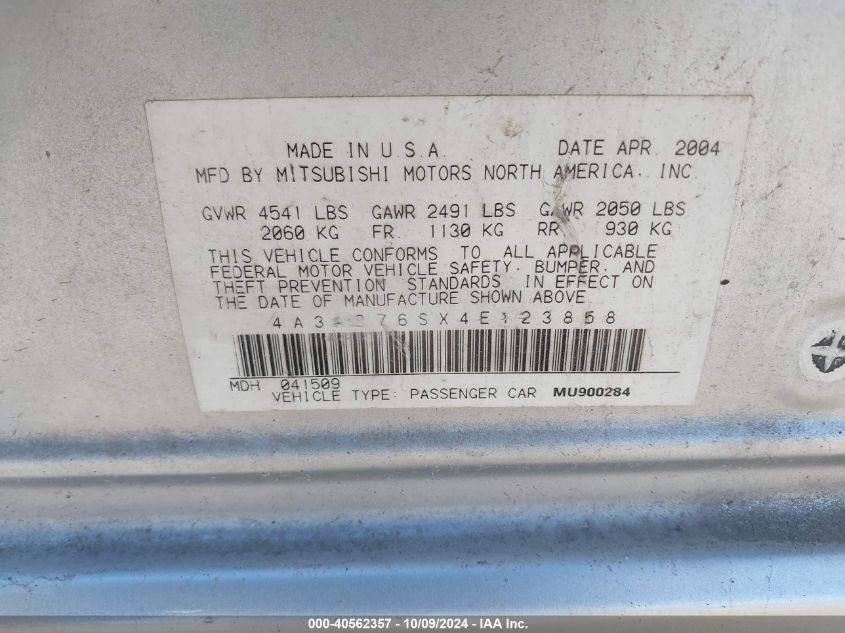 MADE IN U.S.A. DATE APR. 2004
MFD BY MITSUBISHI MOTORS NORTH AMERICA, INC.
GVWR 4541 LBS GAWR 2491 LBS GAWR 2050 LBS
2060 KG FR. 1130 KG RR. 930 KG
THIS VEHICLE CONFORMS TO ALL APPLICABLE
FEDERAL MOTOR VEHICLE SAFETY, BUMPER, AND
THEFT PREVENTION STANDARDS IN EFFECT ON
THE DATE OF MANUFACTURE SHOWN ABOVE
MDH 041509
VEHICLE TYPE: PASSENGER CAR MU900284
000-40562357 - 10/09/2024 - IAA Inc.